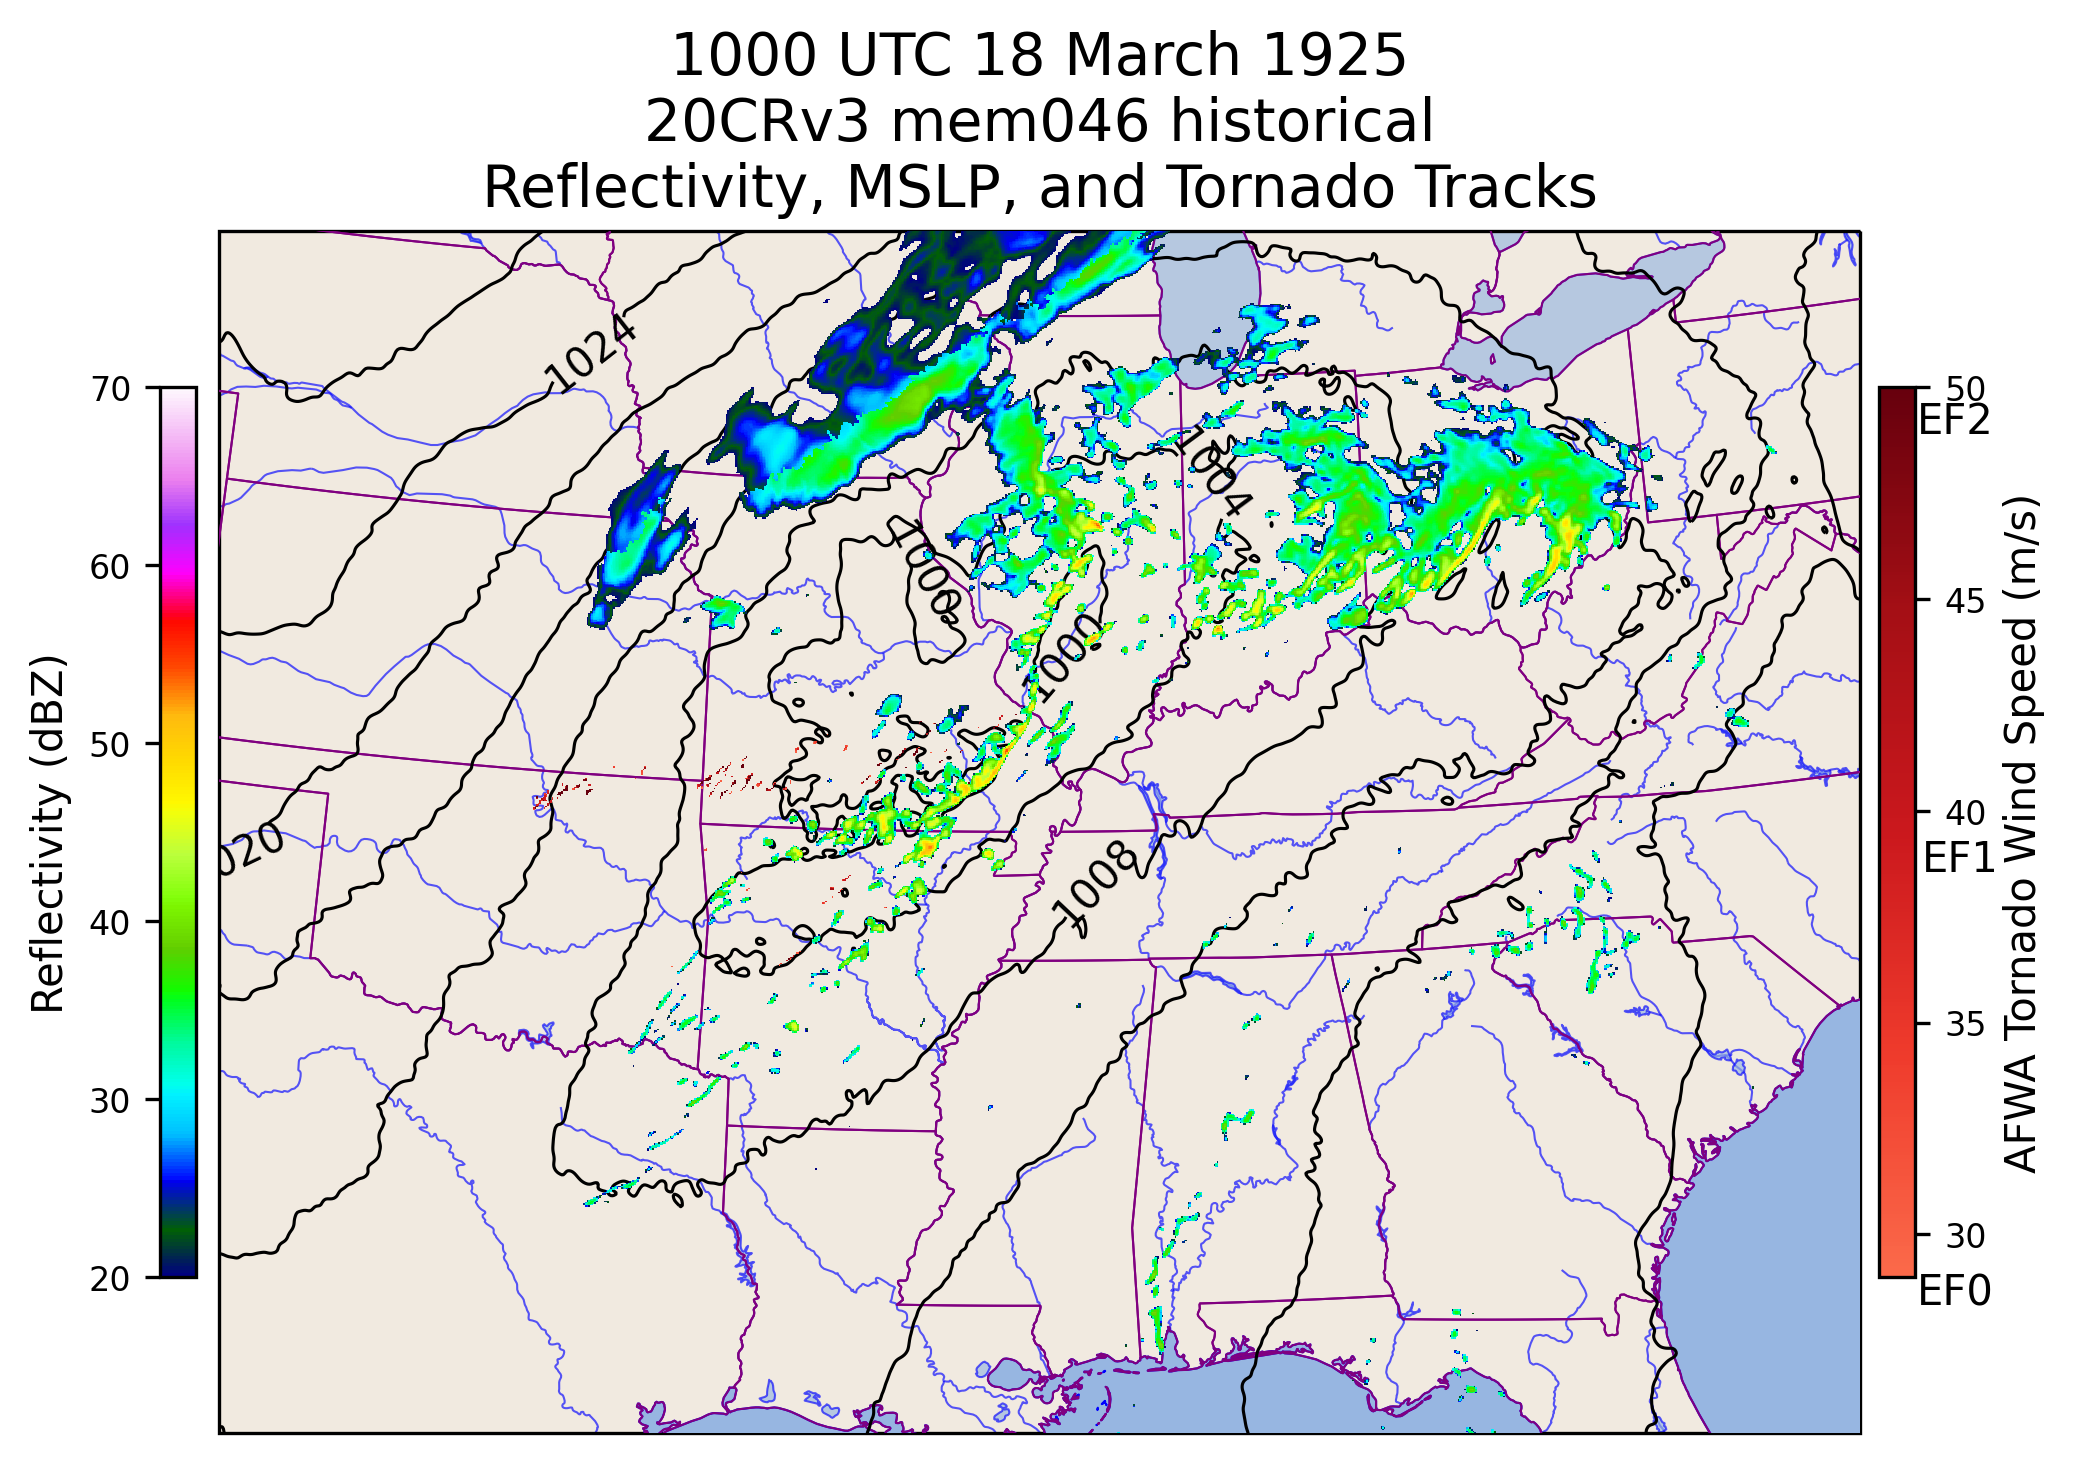 1000 UTC 18 March 1925
20CRv3 mem046 historical
Reflectivity, MSLP, and Tornado Tracks
1024
1004
1000
1000
020
1008
Reflectivity (dBZ)
70
60
50
40
30
20
50
EF2
45
40
EF1
35
30
EF0
AFWA Tornado Wind Speed (m/s)